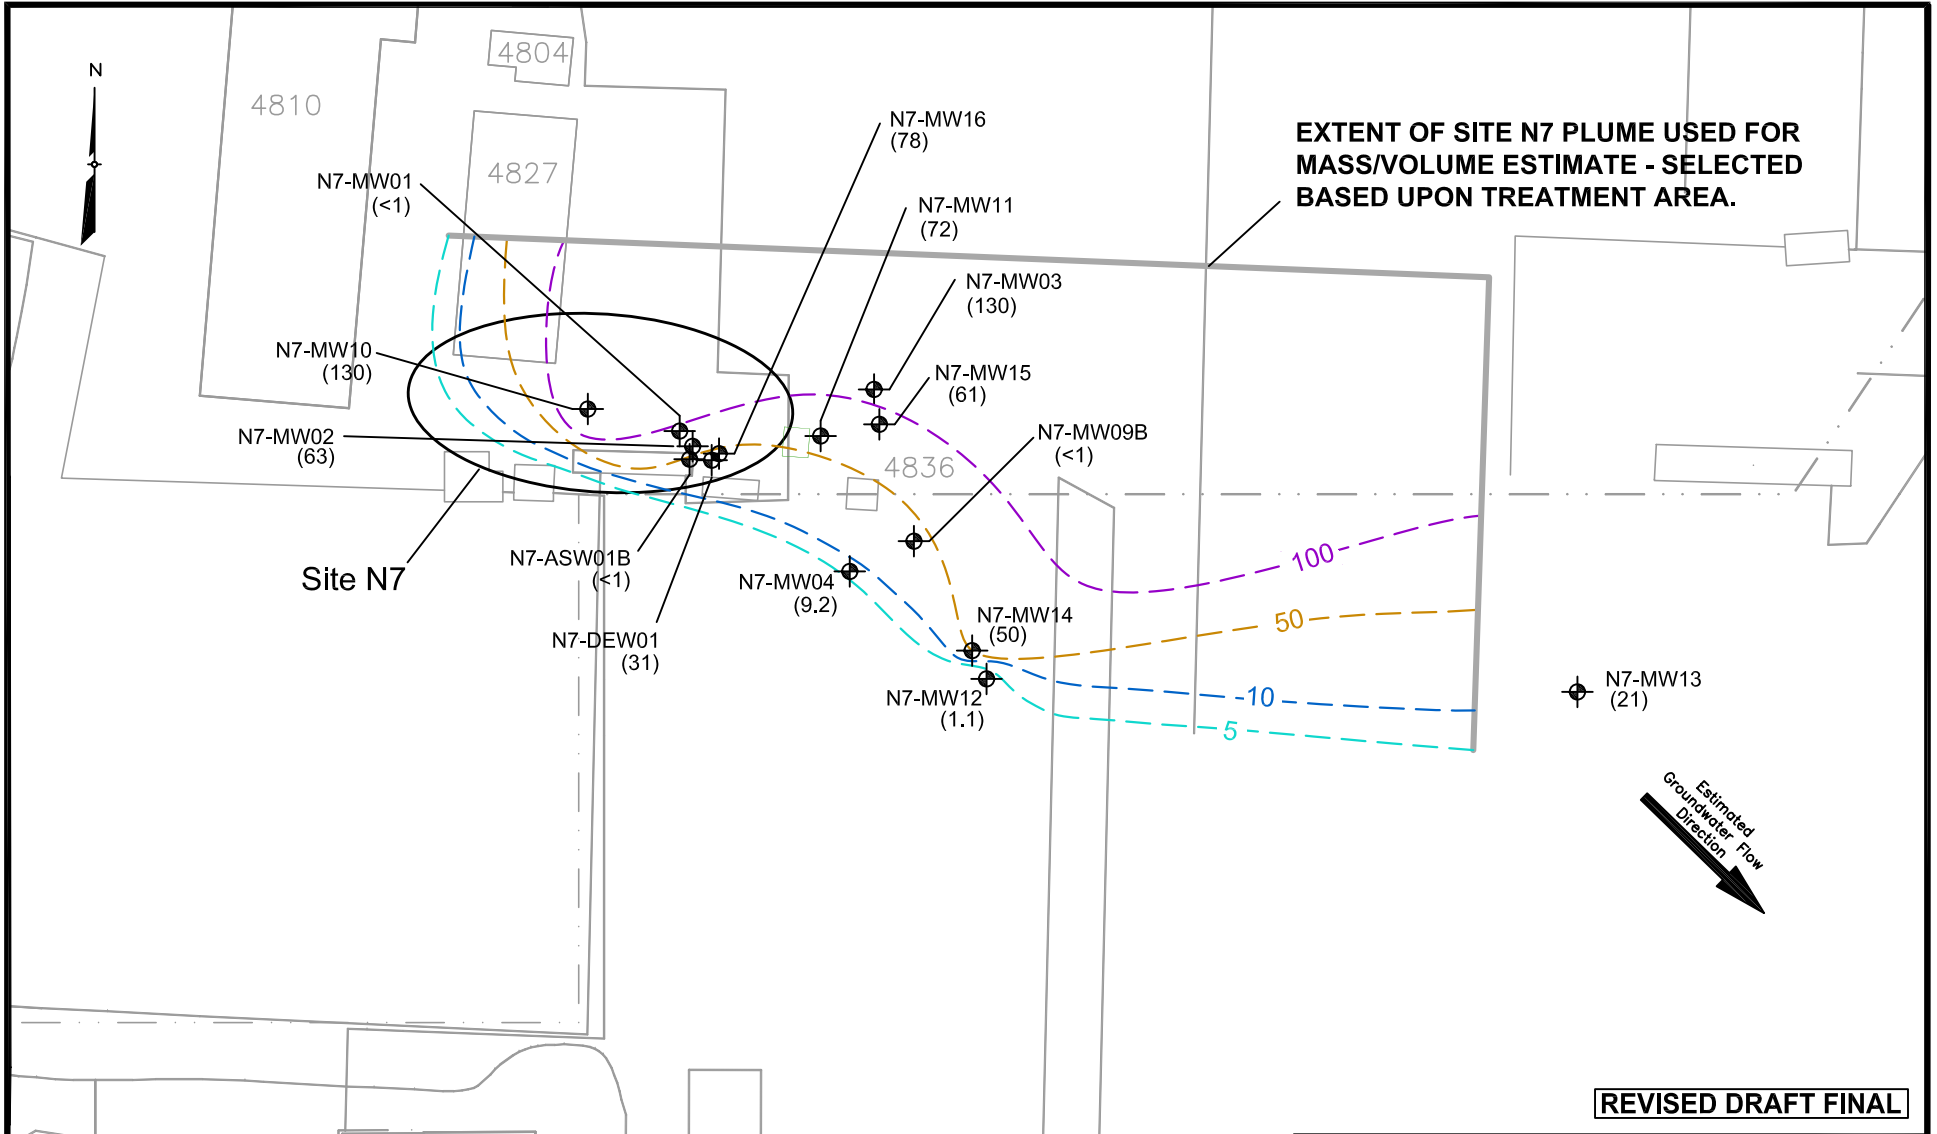 N
4804
4810
4827
N7-MW16
(78)
EXTENT OF SITE N7 PLUME USED FOR
MASS/VOLUME ESTIMATE - SELECTED
BASED UPON TREATMENT AREA.
N7-MW01
(<1)
N7-MW11
(72)
N7-MW03
(130)
N7-MW10
(130)
N7-MW15
(61)
N7-MW02
(63)
N7-MW09B
(<1)
4836
Site N7
N7-ASW01B
(<1)
N7-MW04
(9.2)
100
N7-DEW01
(31)
N7-MW14
(50)
50
N7-MW12
(1.1)
10
5
N7-MW13
(21)
Estimated
Groundwater Flow
Direction
REVISED DRAFT FINAL